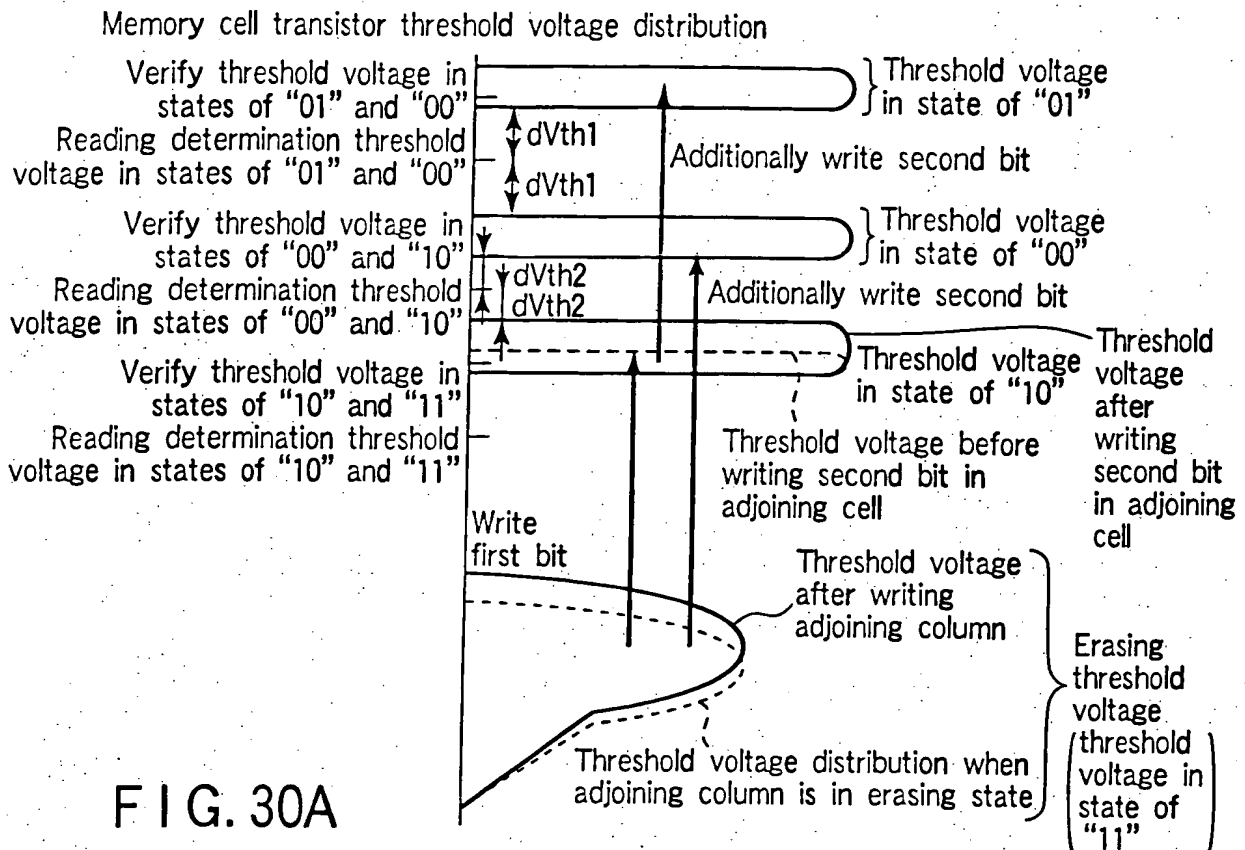 Memory cell transistor threshold voltage distribution
Verify threshold voltage in
states of "01" and "00"
Reading determination threshold
voltage in states of "01" and "00"
Verify threshold voltage in
states of "00" and "10"
Reading determination threshold
voltage in states of "00" and "10"
Verify threshold voltage in
states of "10" and "11"
Reading determination threshold
voltage in states of "10" and "11"
dVth1
dVth1
dVth2
dVth2
Threshold voltage
in state of "01"
Additionally write second bit
Threshold voltage
in state of "00"
Additionally write second bit
Threshold voltage
in state of "10"
Threshold
voltage
after
writing
second bit
in adjoining
cell
Threshold voltage before
writing second bit in
adjoining cell
Write
first bit
Threshold voltage
after writing
adjoining column
Threshold voltage distribution when
adjoining column is in erasing state
Erasing
threshold
voltage
(threshold
voltage in
state of
"11"
FIG. 30A